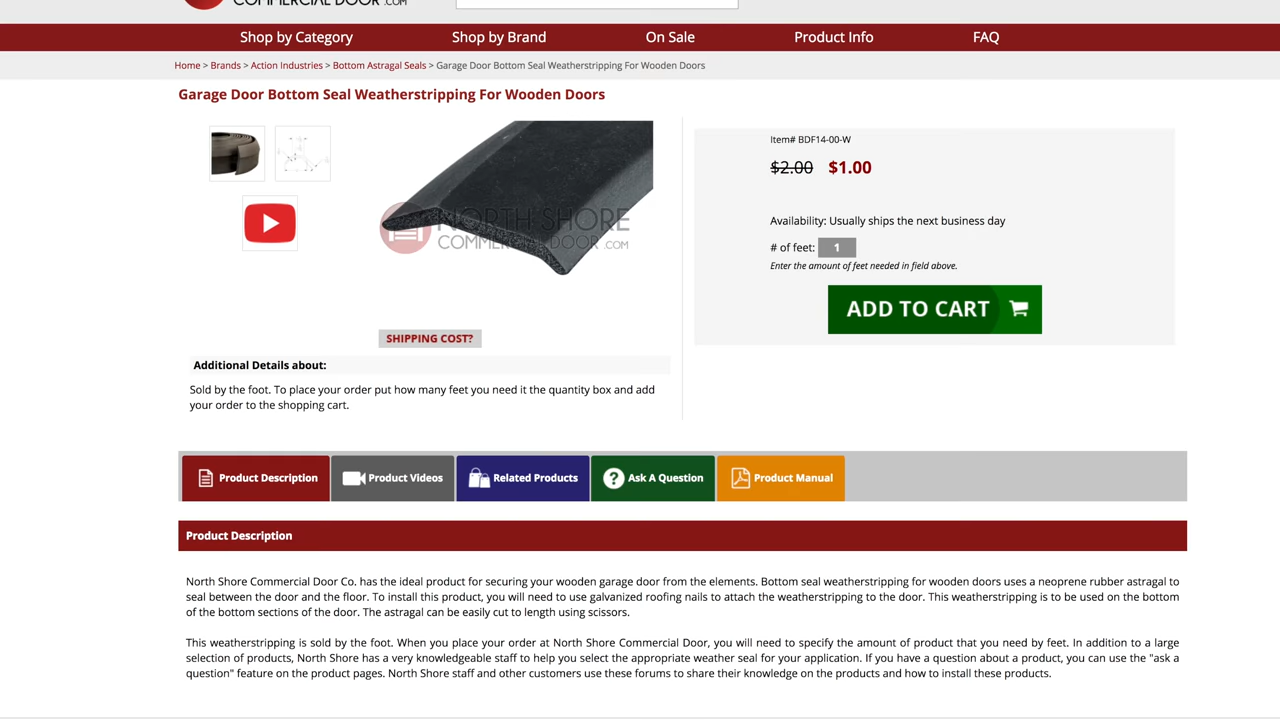 COMMERCIAL DOOR.COM
Shop by Category
Shop by Brand
On Sale
Product Info
FAQ
Home > Brands > Action Industries > Bottom Astragal Seals > Garage Door Bottom Seal Weatherstripping For Wooden Doors
Garage Door Bottom Seal Weatherstripping For Wooden Doors
NORTH SHORE
COMMERCIAL DOOR.COM
Item# BDF14-00-W
$2.00 $1.00
Availability: Usually ships the next business day
# of feet: 1
Enter the amount of feet needed in field above.
ADD TO CART
SHIPPING COST?
Additional Details about:
Sold by the foot. To place your order put how many feet you need it the quantity box and add
your order to the shopping cart.
Product Description
Product Videos
Related Products
Ask A Question
Product Manual
Product Description
North Shore Commercial Door Co. has the ideal product for securing your wooden garage door from the elements. Bottom seal weatherstripping for wooden doors uses a neoprene rubber astragal to
seal between the door and the floor. To install this product, you will need to use galvanized roofing nails to attach the weatherstripping to the door. This weatherstripping is to be used on the bottom
of the bottom sections of the door. The astragal can be easily cut to length using scissors.
This weatherstripping is sold by the foot. When you place your order at North Shore Commercial Door, you will need to specify the amount of product that you need by feet. In addition to a large
selection of products, North Shore has a very knowledgeable staff to help you select the appropriate weather seal for your application. If you have a question about a product, you can use the "ask a
question" feature on the product pages. North Shore staff and other customers use these forums to share their knowledge on the products and how to install these products.